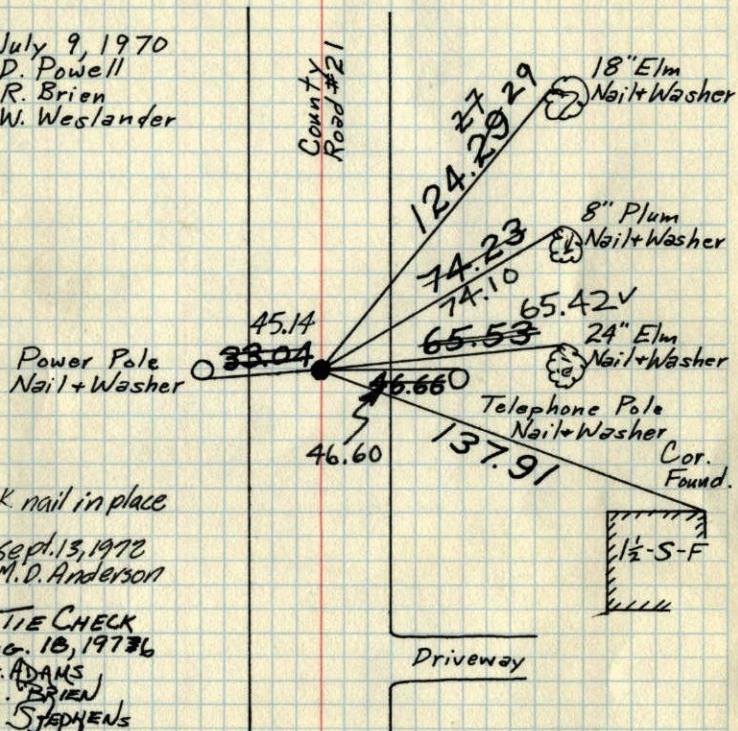 July 9, 1970
D. Powell
R. Brien
W. Weslander
County
Road #21
18" Elm
Nail+Washer
27 29
124.29
8" Plum
Nail+Washer
74.23
74.10
65.42✓
65.53
24" Elm
Nail+Washer
45.14
33.04
Power Pole
Nail+Washer
46.66
46.60
Telephone Pole
Nail+Washer
137.91
Cor.
Found.
1½-S-F
K nail in place
Sept. 13, 1972
M.D. Anderson
TIE CHECK
G. 18, 1976
ADAMS
BRIEN
STEPHENS
Driveway